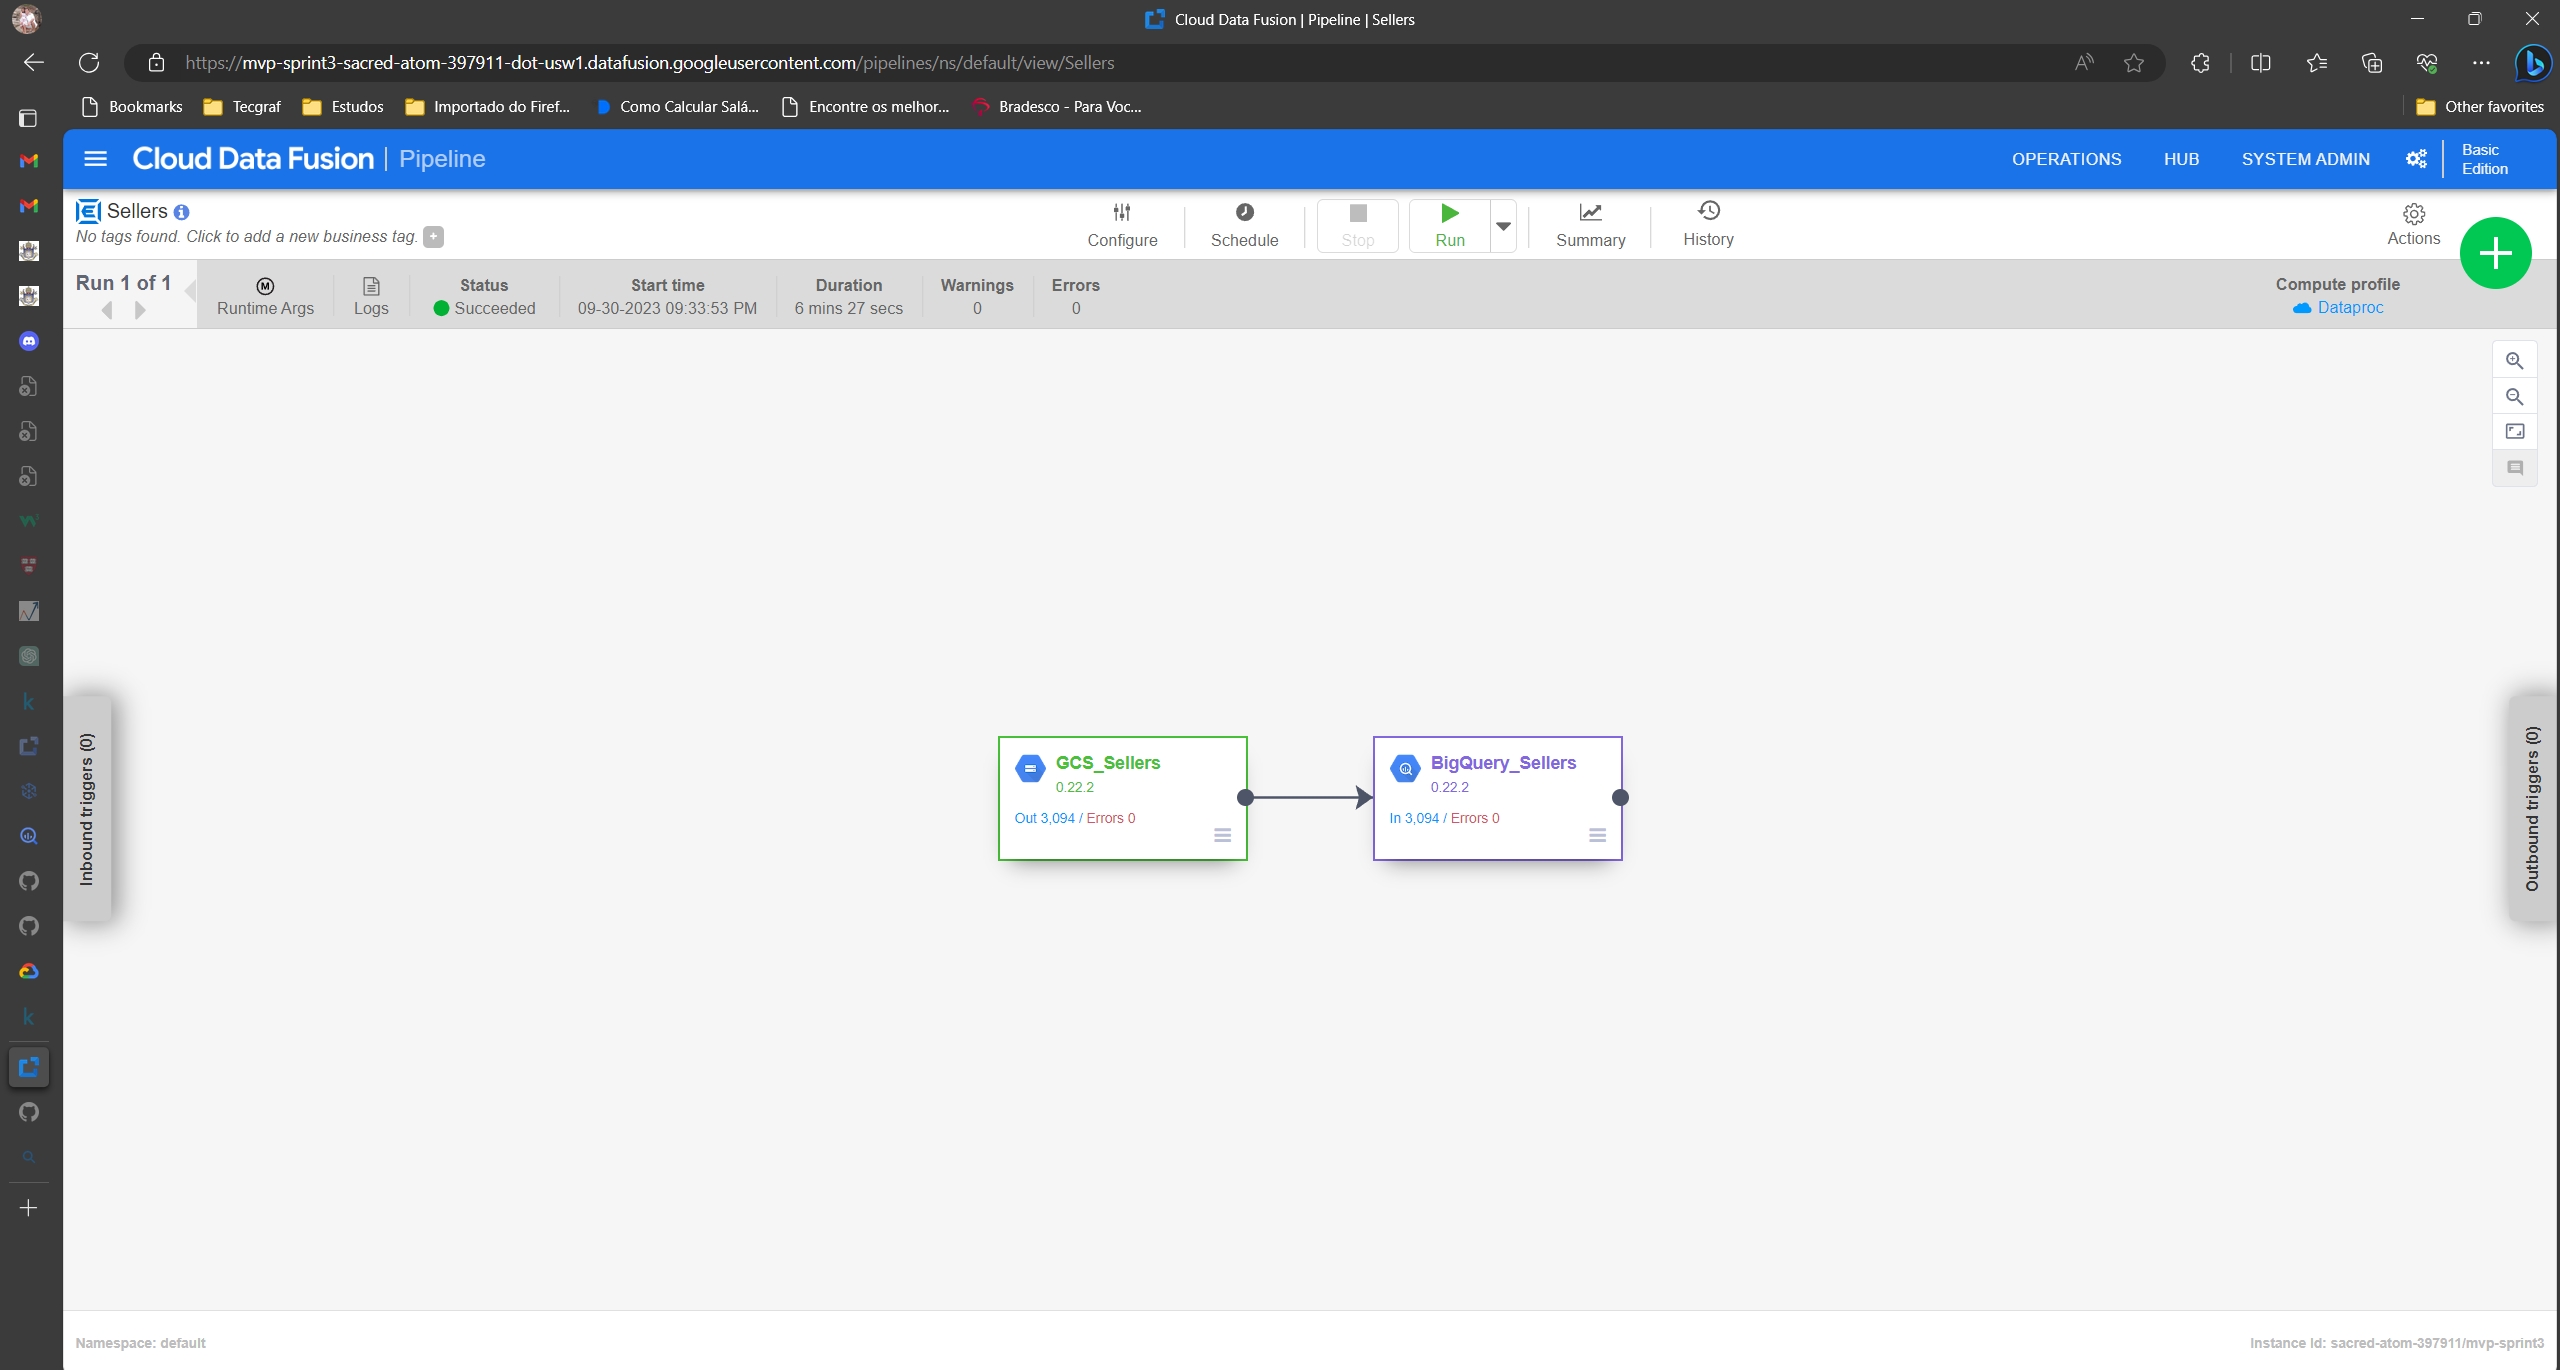 Cloud Data Fusion | Pipeline | Sellers
https://mvp-sprint3-sacred-atom-397911-dot-usw1.datafusion.googleusercontent.com/pipelines/ns/default/view/Sellers
Bookmarks Tecgraf Estudos Importado do Firef... Como Calcular Salá... Encontre os melhor... Bradesco - Para Voc... Other favorites
Cloud Data Fusion | Pipeline OPERATIONS HUB SYSTEM ADMIN Basic Edition
Sellers
No tags found. Click to add a new business tag. +
Configure Schedule Stop Run Summary History Actions
Run 1 of 1
Runtime Args Logs
Status
Succeeded
Start time
09-30-2023 09:33:53 PM
Duration
6 mins 27 secs
Warnings
0
Errors
0
Compute profile
Dataproc
Inbound triggers (0)
GCS_Sellers
0.22.2
Out 3,094 / Errors 0
BigQuery_Sellers
0.22.2
In 3,094 / Errors 0
Outbound triggers (0)
Namespace: default
Instance Id: sacred-atom-397911/mvp-sprint3